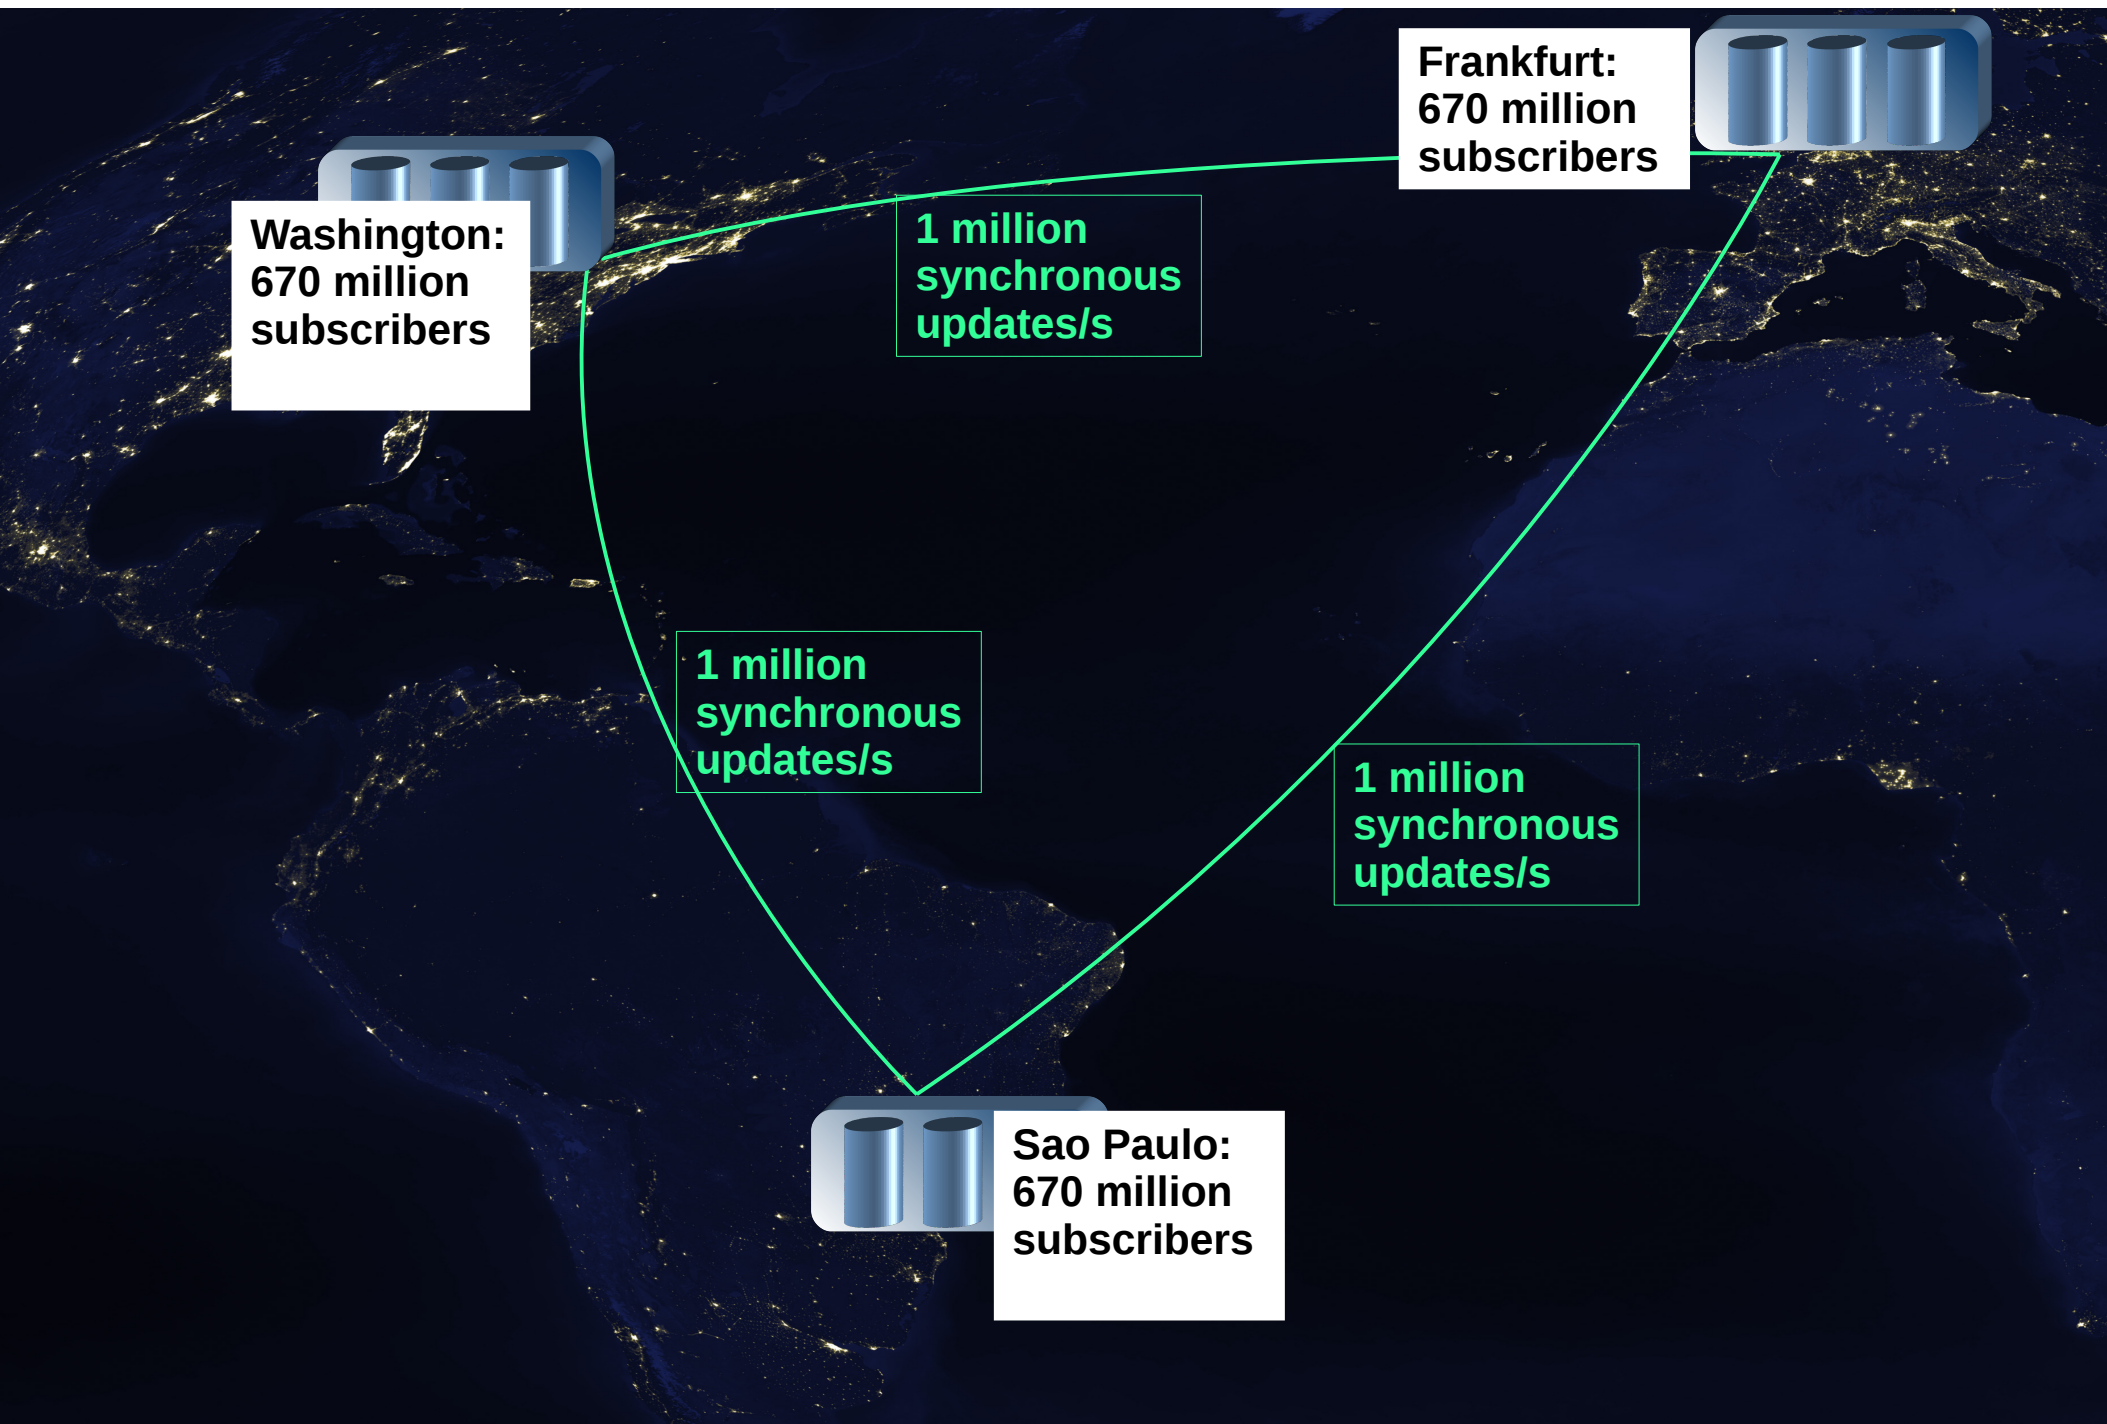 Frankfurt:
670 million
subscribers
Washington:
670 million
subscribers
1 million
synchronous
updates/s
1 million
synchronous
updates/s
1 million
synchronous
updates/s
Sao Paulo:
670 million
subscribers